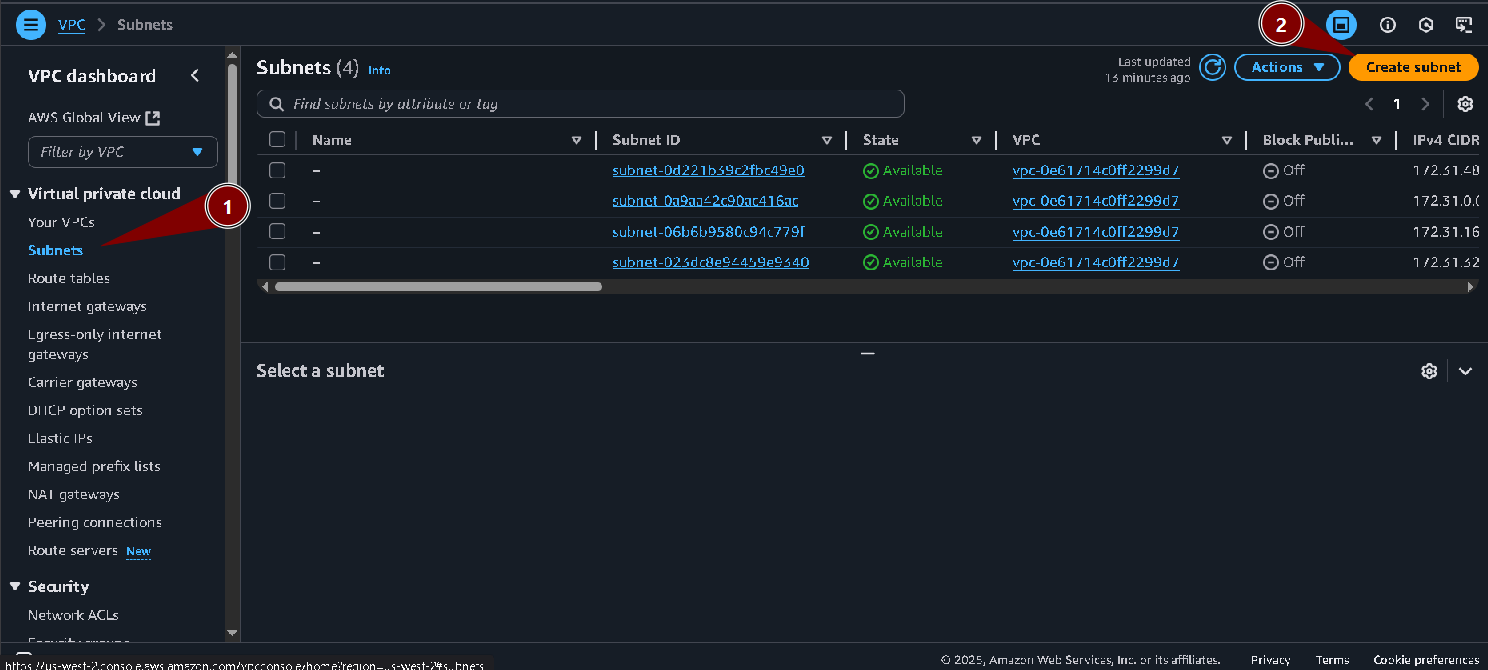 VPC > Subnets
2
VPC dashboard
AWS Global View
Filter by VPC
Virtual private cloud
1
Your VPCs
Subnets
Route tables
Internet gateways
Egress-only internet
gateways
Carrier gateways
DHCP option sets
Elastic IPs
Managed prefix lists
NAT gateways
Peering connections
Route servers New
Security
Network ACLs
Security groups
Subnets (4) Info
Last updated
13 minutes ago
Actions
Create subnet
Find subnets by attribute or tag
1
Name Subnet ID State VPC Block Publi... IPv4 CIDR
– subnet-0d221b39c2fbc49e0 Available vpc-0e61714c0ff2299d7 Off 172.31.48
– subnet-0a9aa42c90ac416ac Available vpc-0e61714c0ff2299d7 Off 172.31.0.0
– subnet-06b6b9580c94c779f Available vpc-0e61714c0ff2299d7 Off 172.31.16
– subnet-023dc8e94459e9340 Available vpc-0e61714c0ff2299d7 Off 172.31.32
Select a subnet
https://us-west-2.console.aws.amazon.com/vpcconsole/home?region=us-west-2#subnets
© 2025, Amazon Web Services, Inc. or its affiliates. Privacy Terms Cookie preferences